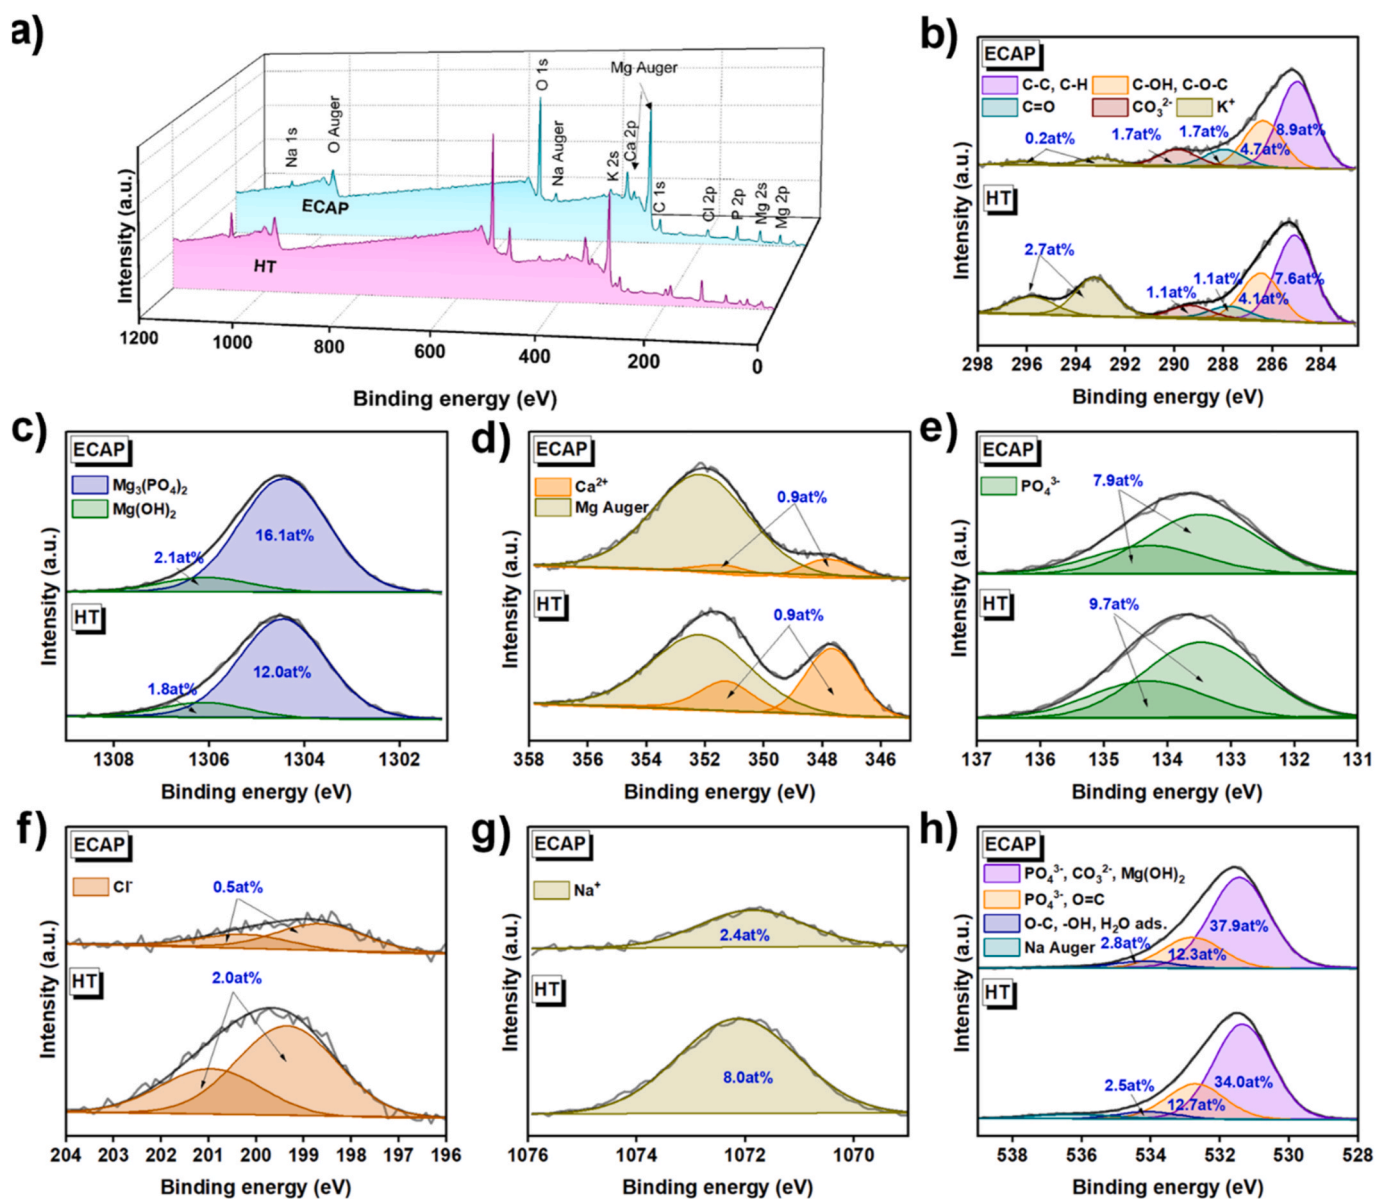 a)
Intensity (a.u.)
Na 1s
O Auger
O 1s
Na Auger
K 2s
Ca 2p
Mg Auger
C 1s
Cl 2p
P 2p
Mg 2s
Mg 2p
ECAP
HT
1200 1000 800 600 400 200 0
Binding energy (eV)
b)
Intensity (a.u.)
ECAP
C-C, C-H C-OH, C-O-C
C=O CO₃²⁻ K⁺
0.2at% 1.7at% 1.7at% 8.9at%
4.7at%
HT
2.7at%
1.1at% 1.1at% 7.6at%
4.1at%
298 296 294 292 290 288 286 284
Binding energy (eV)
c)
Intensity (a.u.)
ECAP
Mg₃(PO₄)₂
Mg(OH)₂
2.1at% 16.1at%
HT
1.8at% 12.0at%
1308 1306 1304 1302
Binding energy (eV)
d)
Intensity (a.u.)
ECAP
Ca²⁺
Mg Auger
0.9at%
HT
0.9at%
358 356 354 352 350 348 346
Binding energy (eV)
e)
Intensity (a.u.)
ECAP
PO₄³⁻
7.9at%
HT
9.7at%
137 136 135 134 133 132 131
Binding energy (eV)
f)
Intensity (a.u.)
ECAP
Cl⁻
0.5at%
HT
2.0at%
204 203 202 201 200 199 198 197 196
Binding energy (eV)
g)
Intensity (a.u.)
ECAP
Na⁺
2.4at%
HT
8.0at%
1076 1074 1072 1070
Binding energy (eV)
h)
Intensity (a.u.)
ECAP
PO₄³⁻, CO₃²⁻, Mg(OH)₂
PO₄³⁻, O=C
O-C, -OH, H₂O ads.
Na Auger
2.8at% 12.3at% 37.9at%
HT
2.5at% 12.7at% 34.0at%
538 536 534 532 530 528
Binding energy (eV)